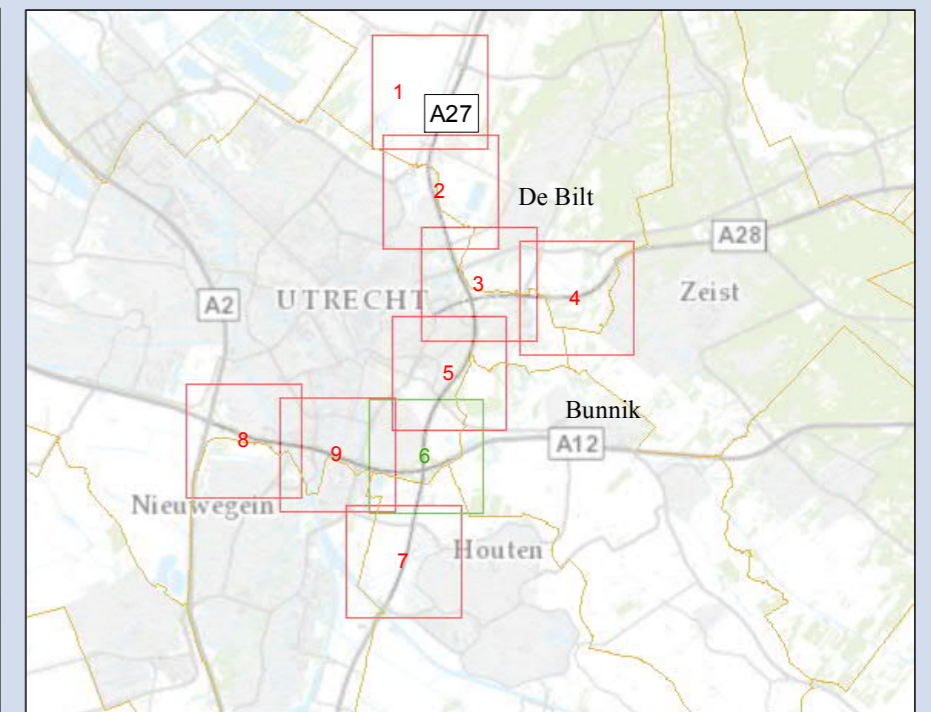 1
A27
2
De Bilt
A28
3
4
Zeist
A2
UTRECHT
5
Bunnik
8
9
6
A12
Nieuwegein
Houten
7